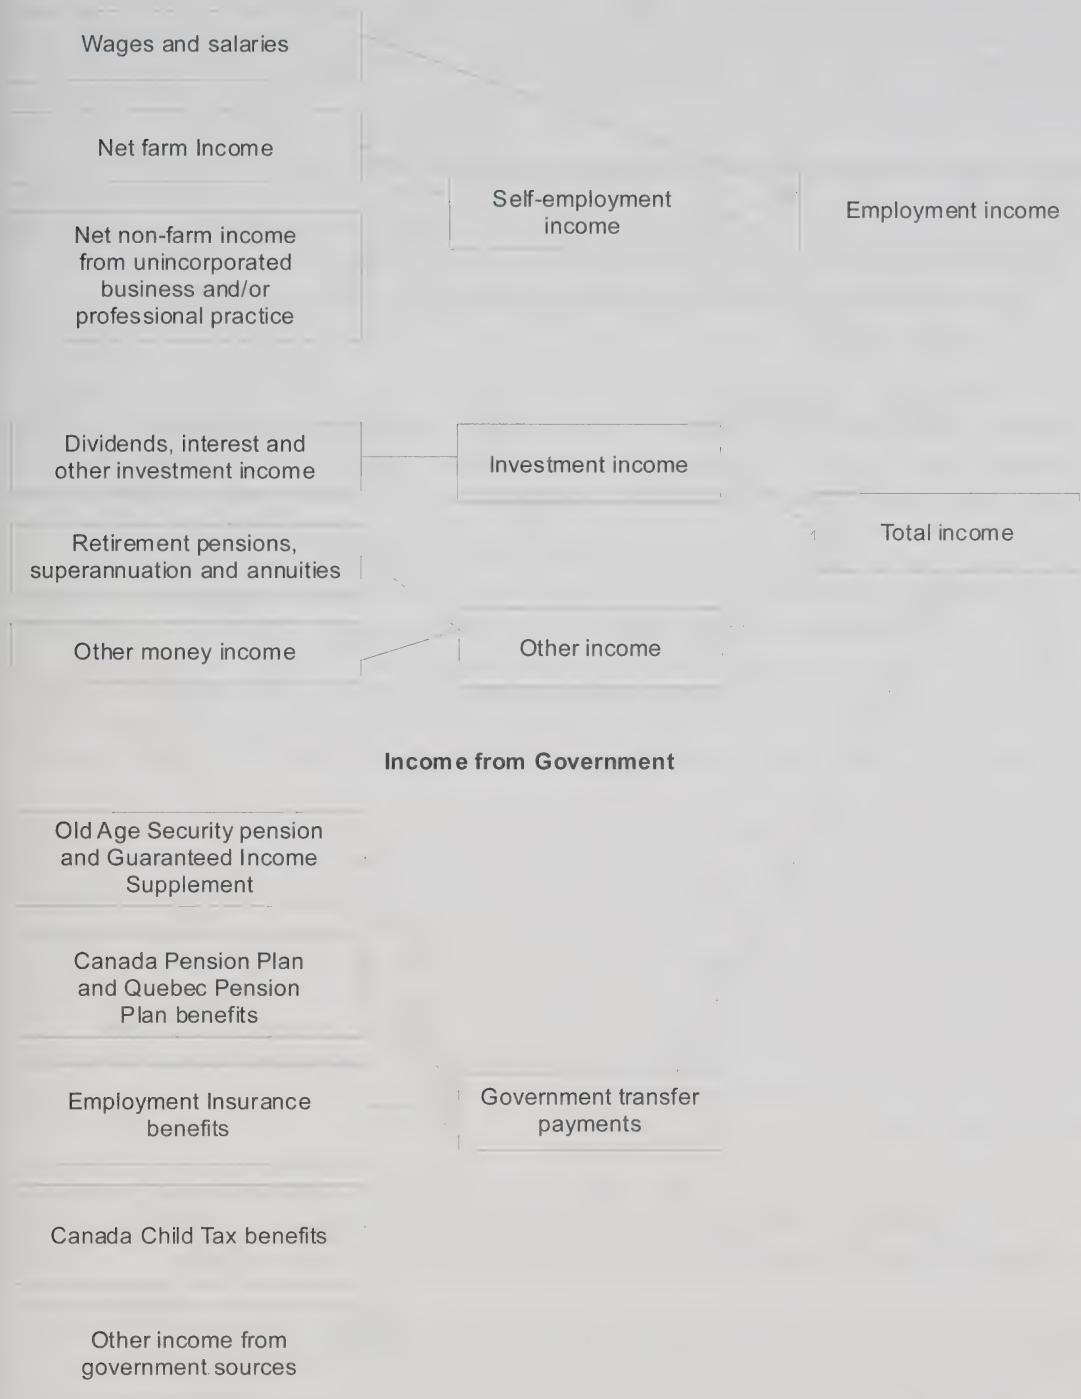 Wages and salaries
Net farm Income
Self-employment
income
Employment income
Net non-farm income
from unincorporated
business and/or
professional practice
Dividends, interest and
other investment income
Investment income
Retirement pensions,
superannuation and annuities
Total income
Other money income
Other income
Income from Government
Old Age Security pension
and Guaranteed Income
Supplement
Canada Pension Plan
and Quebec Pension
Plan benefits
Employment Insurance
benefits
Government transfer
payments
Canada Child Tax benefits
Other income from
government sources